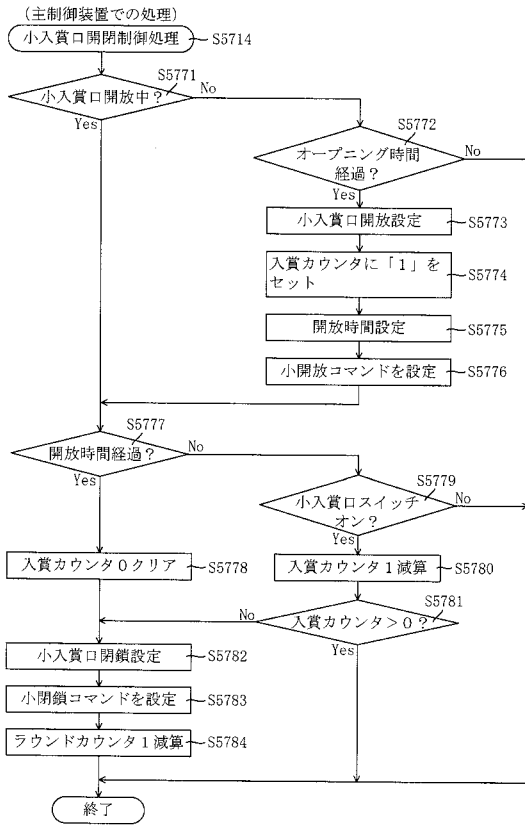 (主制御装置での処理)
小入賞口開閉制御処理
S5714
S5771
小入賞口開放中?
No
Yes
S5772
オープニング時間
経過?
No
Yes
小入賞口開放設定
S5773
入賞カウンタに「1」を
セット
S5774
開放時間設定
S5775
小開放コマンドを設定
S5776
S5777
開放時間経過?
No
Yes
S5779
小入賞口スイッチ
オン?
No
Yes
入賞カウンタ0クリア
S5778
入賞カウンタ1減算
S5780
S5781
入賞カウンタ>0?
No
Yes
小入賞口閉鎖設定
S5782
小閉鎖コマンドを設定
S5783
ラウンドカウンタ1減算
S5784
終了